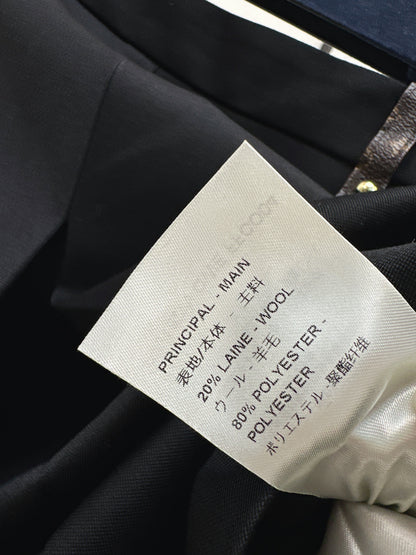 PRINCIPAL - MAIN
表地/本体 - 主料
20% LAINE - WOOL
ウール - 羊毛
80% POLYESTER -
POLYESTER
ポリエステル - 聚酯纤维